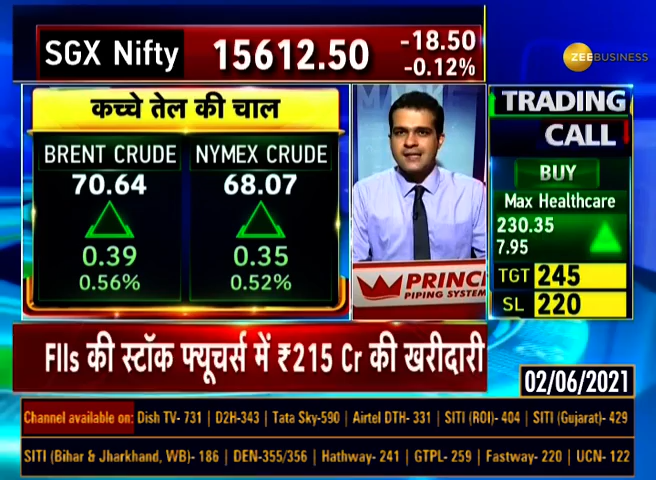 SGX Nifty 15612.50 -18.50
-0.12%
ZEEBUSINESS
कच्चे तेल की चाल
BRENT CRUDE NYMEX CRUDE
70.64 68.07
0.39 0.35
0.56% 0.52%
PRINC
PIPING SYSTEM
TRADING
CALL
BUY
Max Healthcare
230.35
7.95
TGT 245
SL 220
FIIs की स्टॉक फ्यूचर्स में ₹215 Cr की खरीदारी
02/06/2021
Channel available on: Dish TV- 731 | D2H-343 | Tata Sky-590 | Airtel DTH- 331 | SITI (ROI)- 404 | SITI (Gujarat)- 429
SITI (Bihar & Jharkhand, WB)- 186 | DEN-355/356 | Hathway- 241 | GTPL- 259 | Fastway- 220 | UCN- 122